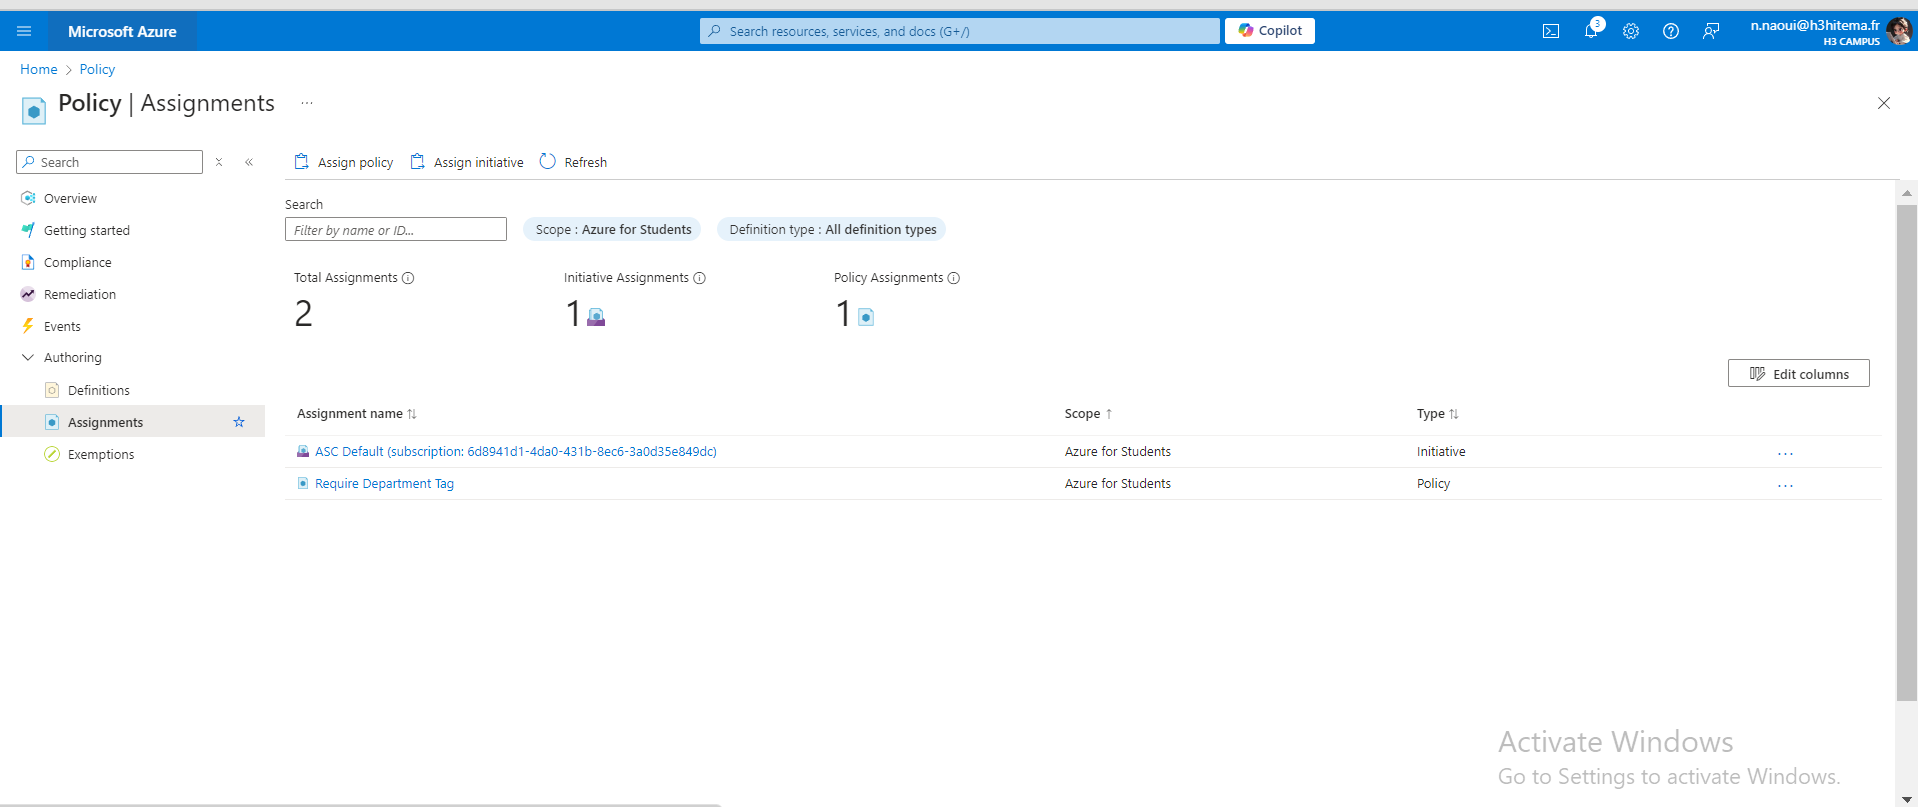 Microsoft Azure
Search resources, services, and docs (G+/)
Copilot
3
n.naoui@h3hitema.fr
H3 CAMPUS
Home > Policy
Policy | Assignments ...
Search
Assign policy
Assign initiative
Refresh
Overview
Getting started
Compliance
Remediation
Events
Authoring
Definitions
Assignments
Exemptions
Search
Filter by name or ID...
Scope : Azure for Students
Definition type : All definition types
Total Assignments
2
Initiative Assignments
1
Policy Assignments
1
Edit columns
Assignment name Scope Type
ASC Default (subscription: 6d8941d1-4da0-431b-8ec6-3a0d35e849dc) Azure for Students Initiative ...
Require Department Tag Azure for Students Policy ...
Activate Windows
Go to Settings to activate Windows.